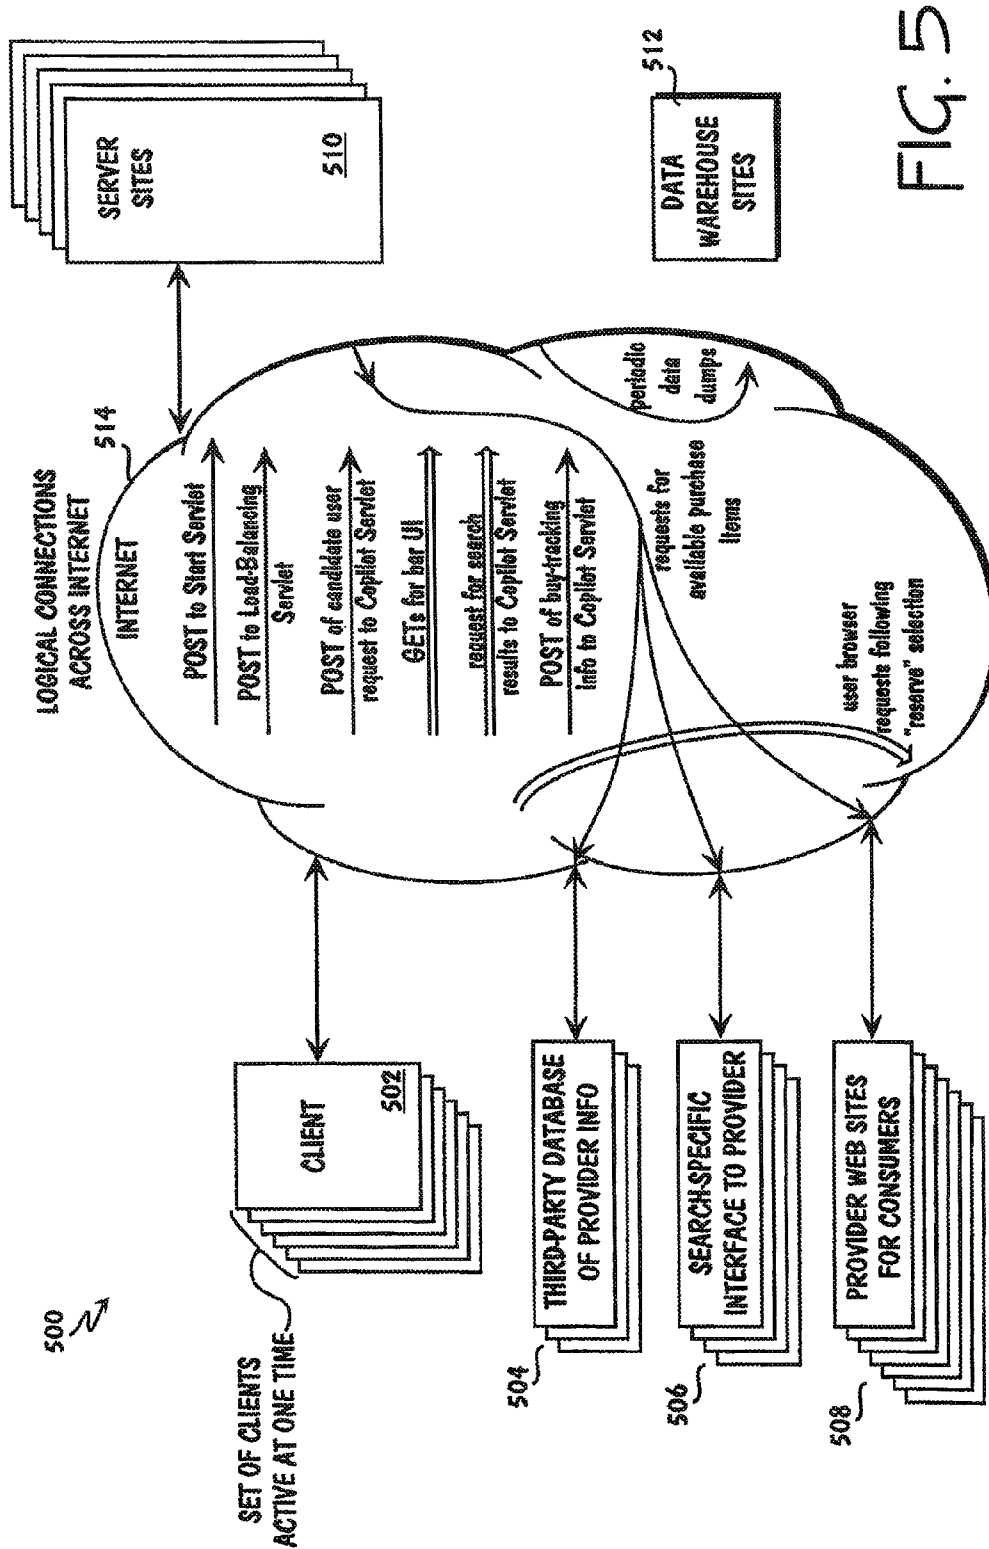 500
LOGICAL CONNECTIONS
ACROSS INTERNET
514
INTERNET
SET OF CLIENTS
ACTIVE AT ONE TIME
CLIENT
502
504
THIRD-PARTY DATABASE
OF PROVIDER INFO
506
SEARCH-SPECIFIC
INTERFACE TO PROVIDER
508
PROVIDER WEB SITES
FOR CONSUMERS
POST to Start Servlet
POST to Load-Balancing
Servlet
POST of candidate user
request to Copilot Servlet
GETs for bar UI
request for search
results to Copilot Servlet
POST of buy-tracking
info to Copilot Servlet
requests for
available purchase
items
user browser
requests following
"reserve" selection
periodic
data
dumps
SERVER
SITES
510
512
DATA
WAREHOUSE
SITES
FIG. 5